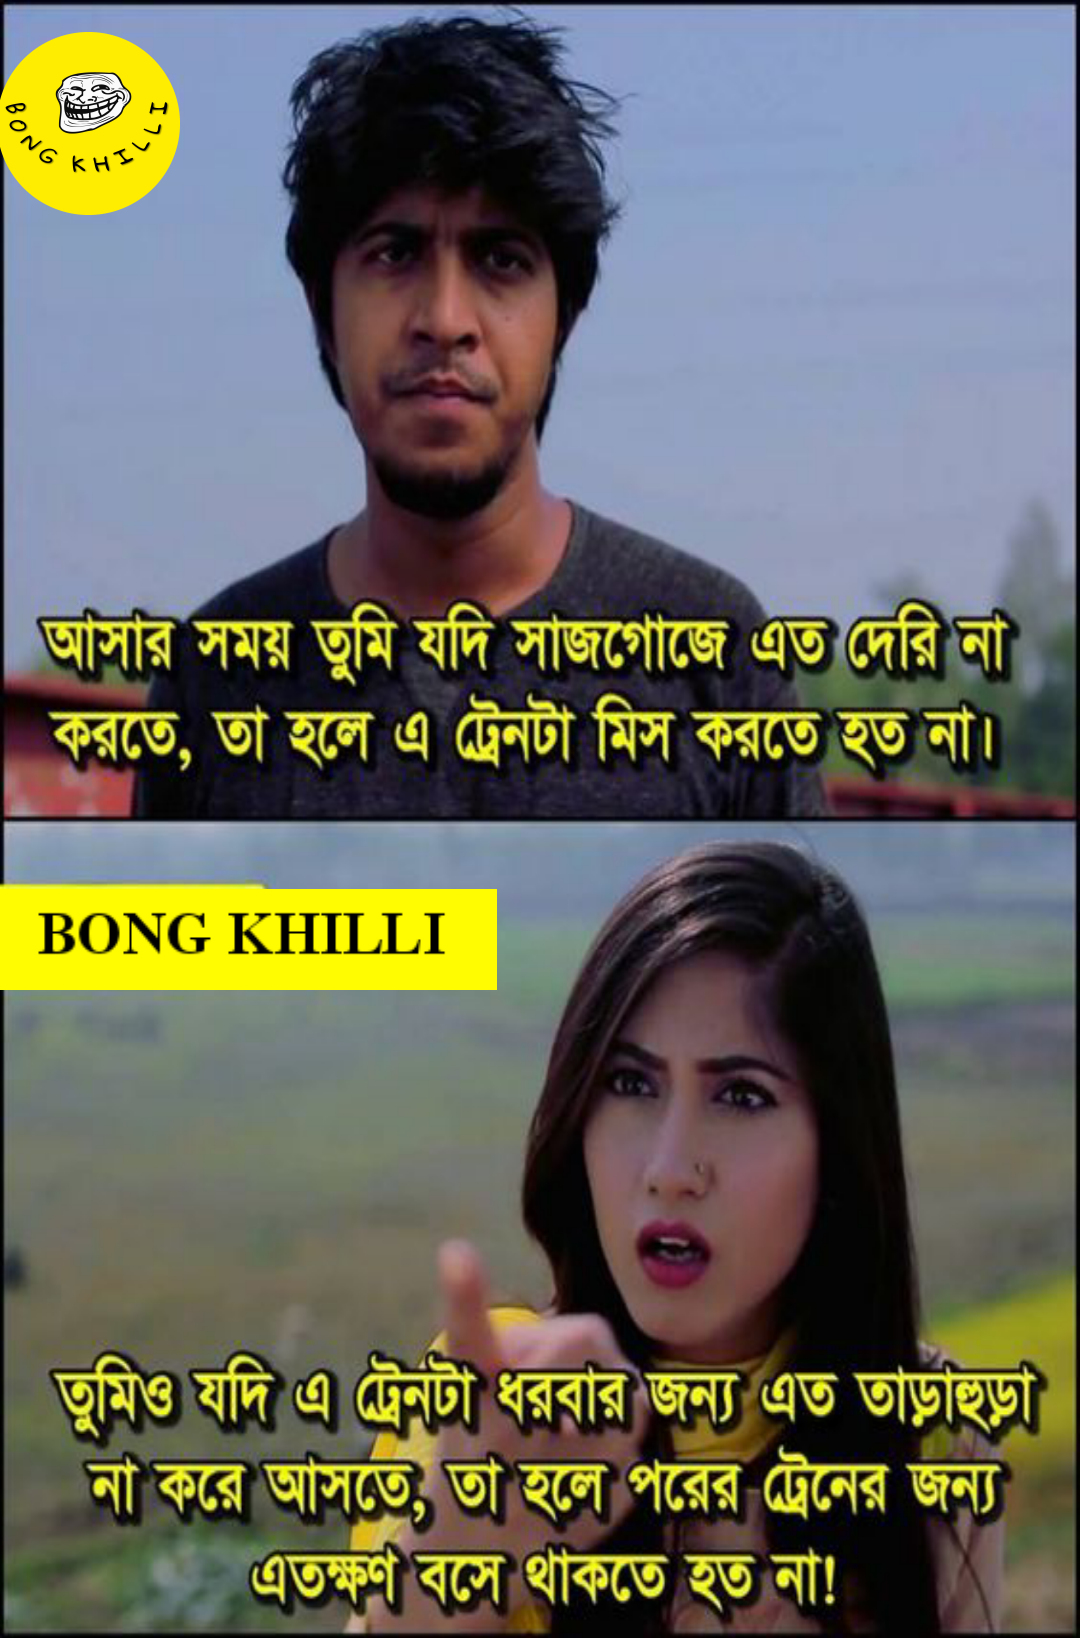 BONG KHILLI
আসার সময় তুমি যদি সাজগোজে এত দেরি না
করতে, তা হলে এ ট্রেনটা মিস করতে হত না।
BONG KHILLI
তুমিও যদি এ ট্রেনটা ধরবার জন্য এত তাড়াহুড়া
না করে আসতে, তা হলে পরের ট্রেনের জন্য
এতক্ষণ বসে থাকতে হত না!